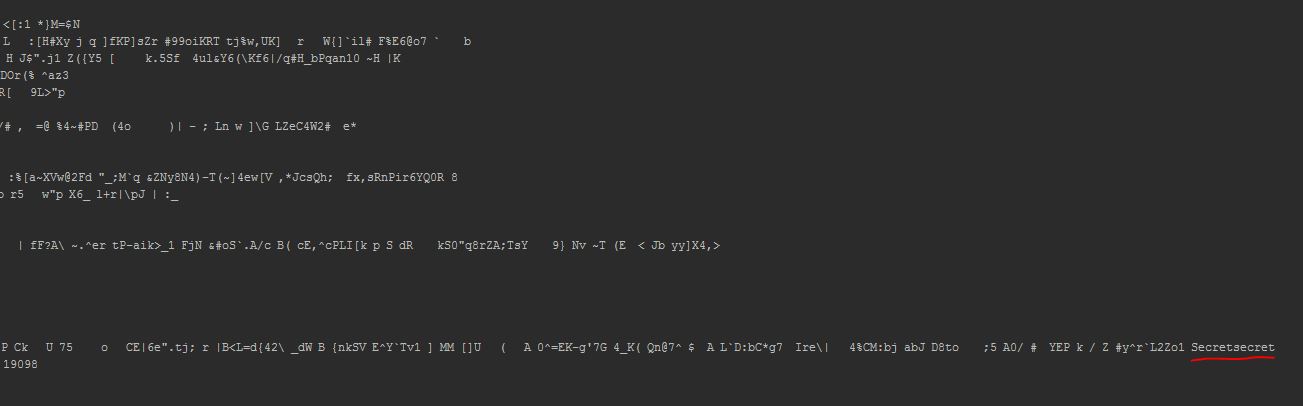 <[:1 *}M=$N
L :[H#Xy j q ]fKP]sZr #99oiKRT tj%w,UK] r W{]`il# F%E6@o7 ` b
H J$".j1 Z({Y5 [ k.5Sf 4ul&Y6(\Kf6|/q#H_bPqan10 ~H |K
DOr(% ^az3
R[ 9L>"p
/# , =@ %4~#PD (4o )| - ; Ln w ]\G LZeC4W2# e*
:%[a~XVw@2Fd "_;M`q &ZNy8N4)-T(~]4ew[V ,*JcsQh; fx,sRnPir6YQ0R 8
r5 w"p X6_ l+r|\pJ | :_
| fF?A\ ~.^er tP-aik>_1 FjN &#oS`.A/c B( cE,^cPLI[k p S dR kS0"q8rZA;TsY 9} Nv ~T (E < Jb yy]X4,>
P Ck U 75 o CE|6e".tj; r |B<L=d{42\ _dW B {nkSV E^Y`Tv1 ] MM []U ( A 0^=EK-g'7G 4_K( Qn@7^ $ A L`D:bC*g7 Ire\| 4%CM:bj abJ D8to ;5 A0/ # YEP k / Z #y^r`L2Zo1 Secretsecret
19098